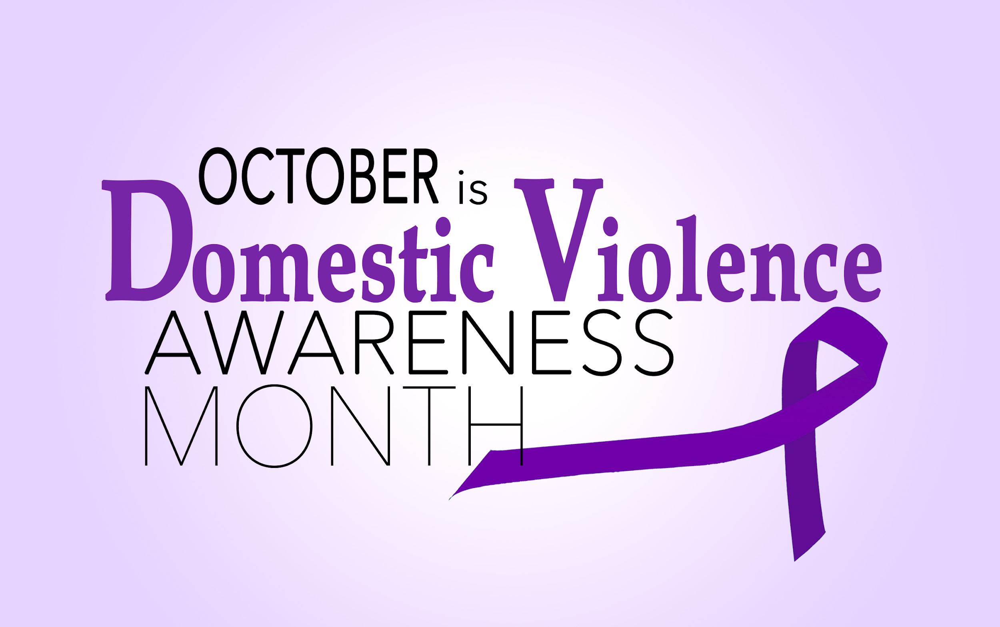 OCTOBER is
Domestic Violence
AWARENESS
MONTH